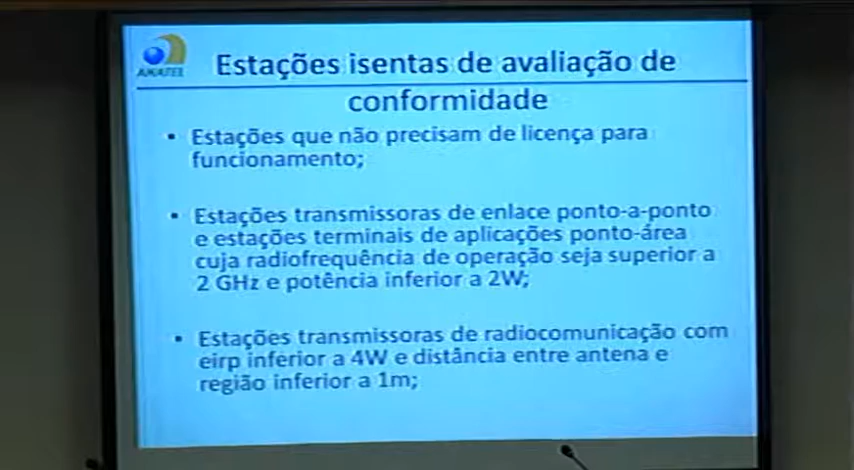 ANATEL
Estações isentas de avaliação de
conformidade
• Estações que não precisam de licença para
funcionamento;
• Estações transmissoras de enlace ponto-a-ponto
e estações terminais de aplicações ponto-área
cuja radiofrequência de operação seja superior a
2 GHz e potência inferior a 2W;
• Estações transmissoras de radiocomunicação com
eirp inferior a 4W e distância entre antena e
região inferior a 1m;